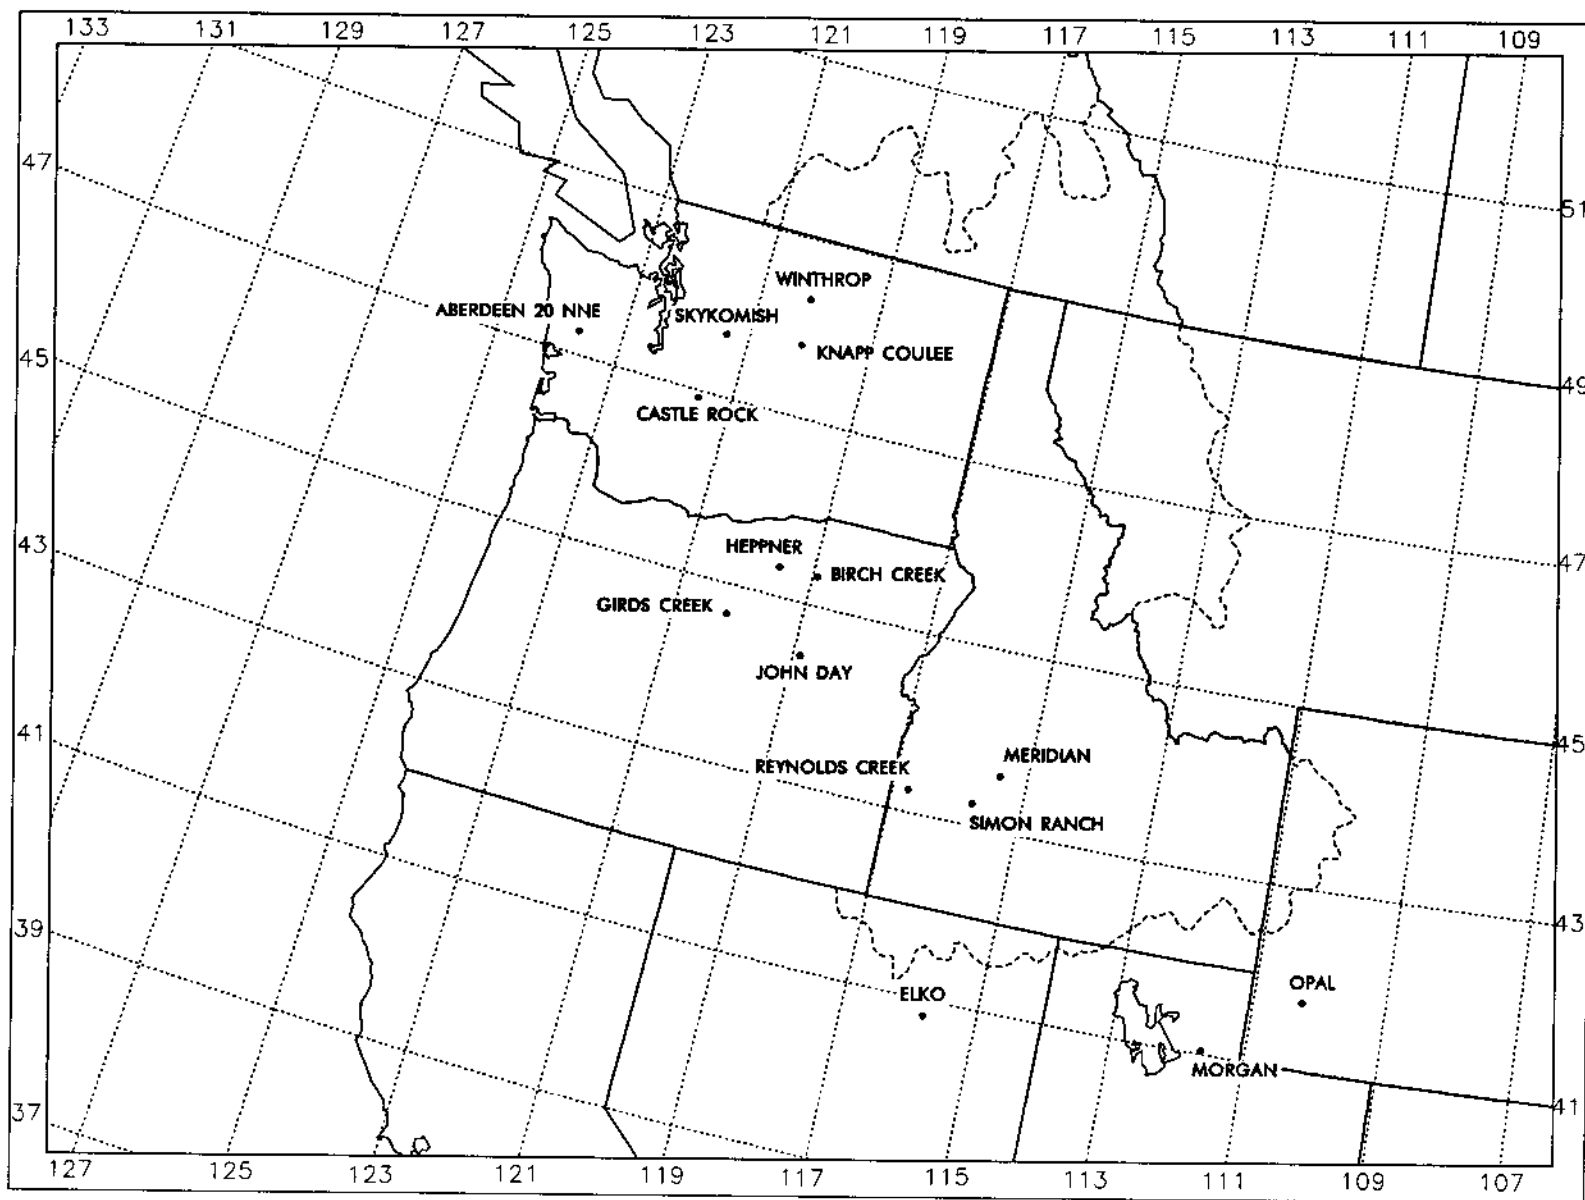 133 131 129 127 125 123 121 119 117 115 113 111 109
47
51
WINTHROP
ABERDEEN 20 NNE
SKYKOMISH
KNAPP COULEE
45
49
CASTLE ROCK
43
HEPPNER
BIRCH CREEK
47
GIRDS CREEK
JOHN DAY
41
45
MERIDIAN
REYNOLDS CREEK
SIMON RANCH
39
43
OPAL
ELKO
MORGAN
37
41
127 125 123 121 119 117 115 113 111 109 107